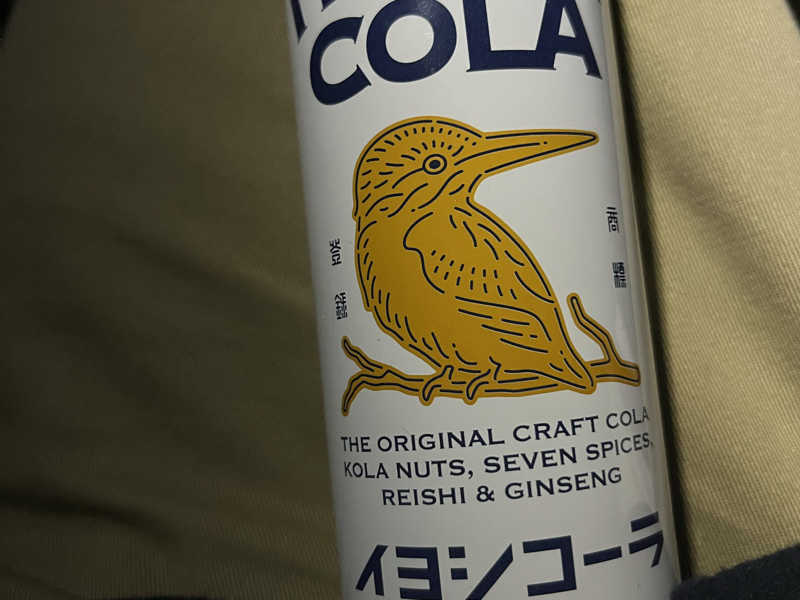 COLA
THE ORIGINAL CRAFT COLA
KOLA NUTS, SEVEN SPICES,
REISHI & GINSENG
イヨシコーラ